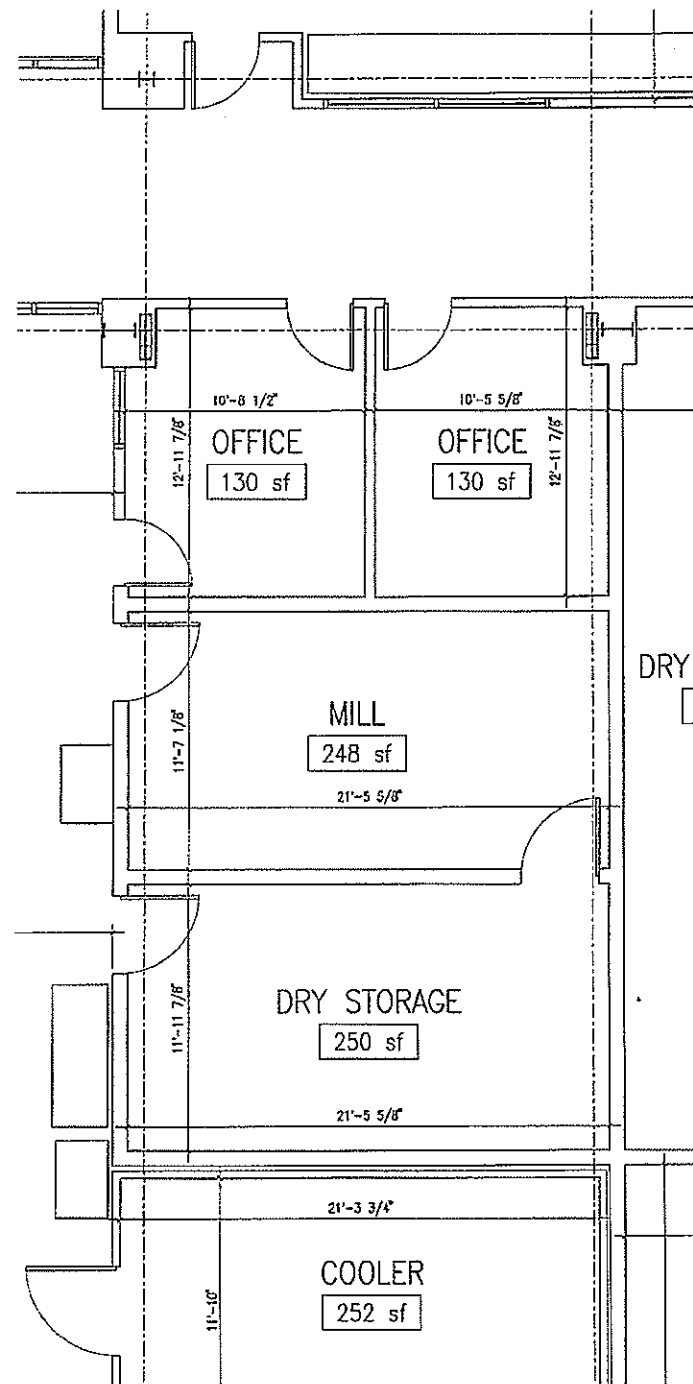 10'-8 1/2"
10'-5 5/8"
12'-11 7/8"
OFFICE
130 sf
OFFICE
130 sf
12'-11 7/8"
DRY
MILL
248 sf
11'-7 1/8"
21'-5 5/8"
DRY STORAGE
250 sf
11'-11 7/8"
21'-5 5/8"
21'-3 3/4"
COOLER
252 sf
11'-10"